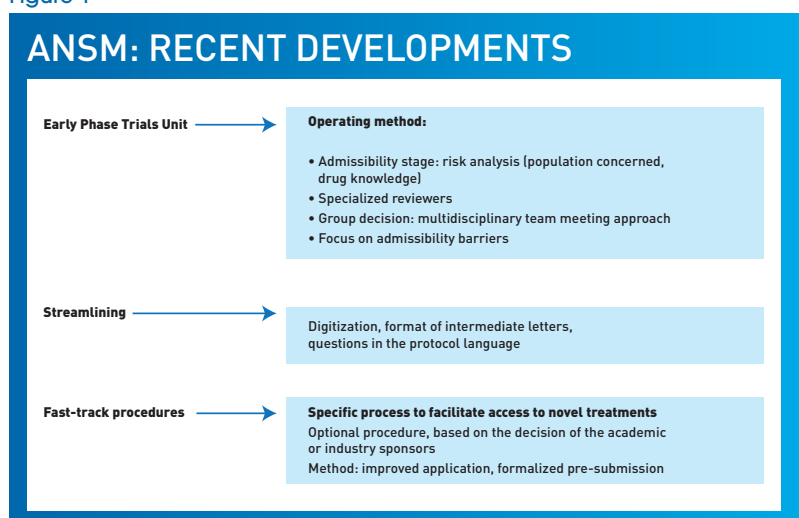 Figure 1
ANSM: RECENT DEVELOPMENTS
Early Phase Trials Unit
Operating method:
• Admissibility stage: risk analysis (population concerned,
drug knowledge)
• Specialized reviewers
• Group decision: multidisciplinary team meeting approach
• Focus on admissibility barriers
Streamlining
Digitization, format of intermediate letters,
questions in the protocol language
Fast-track procedures
Specific process to facilitate access to novel treatments
Optional procedure, based on the decision of the academic
or industry sponsors
Method: improved application, formalized pre-submission